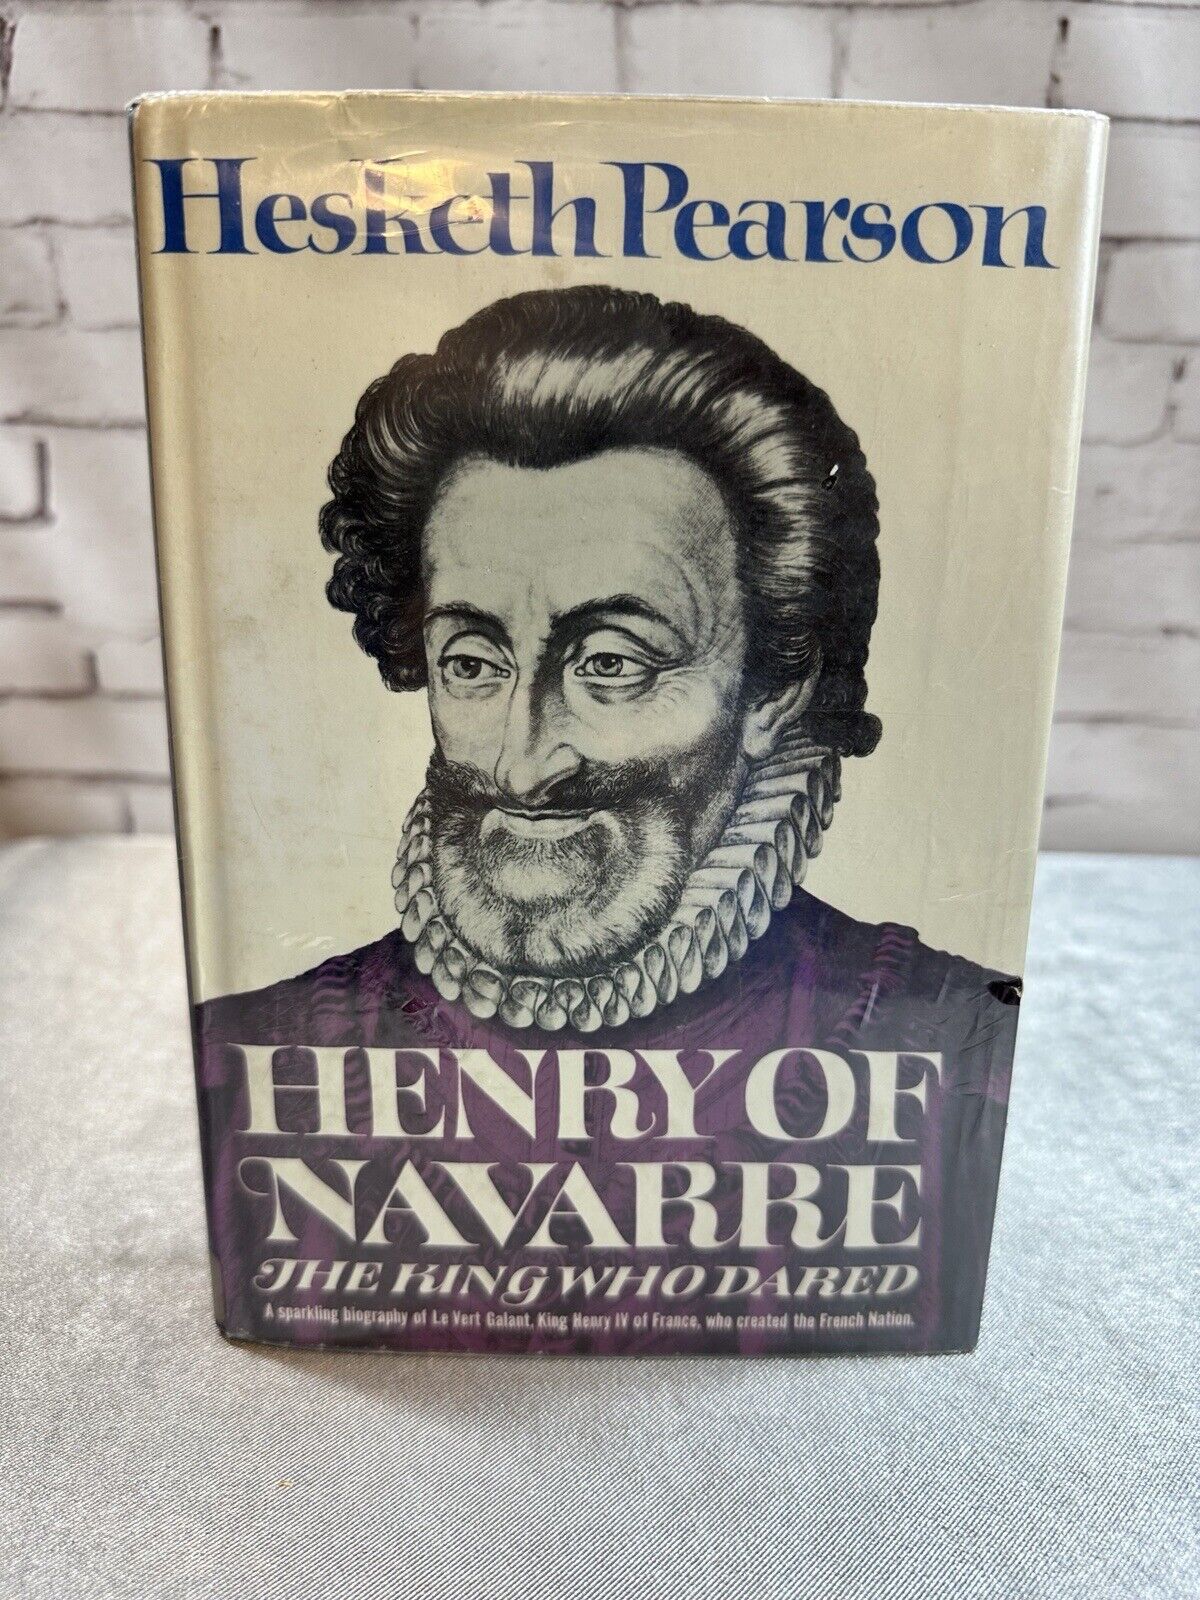 Hesketh Pearson
HENRY OF
NAVARRE
THE KING WHO DARED
A sparkling biography of Le Vert Galant, King Henry IV of France, who created the French Nation.